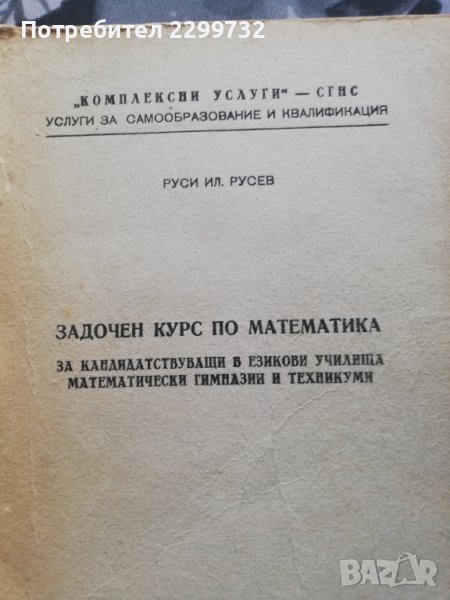 Потребител 2299732
„КОМПЛЕКСНИ УСЛУГИ“ — СГНС
УСЛУГИ ЗА САМООБРАЗОВАНИЕ И КВАЛИФИКАЦИЯ
РУСИ ИЛ. РУСЕВ
ЗАДОЧЕН КУРС ПО МАТЕМАТИКА
ЗА КАНДИДАТСТВУВАЩИ В ЕЗИКОВИ УЧИЛИЩА
МАТЕМАТИЧЕСКИ ГИМНАЗИИ И ТЕХНИКУМИ
BAZAR